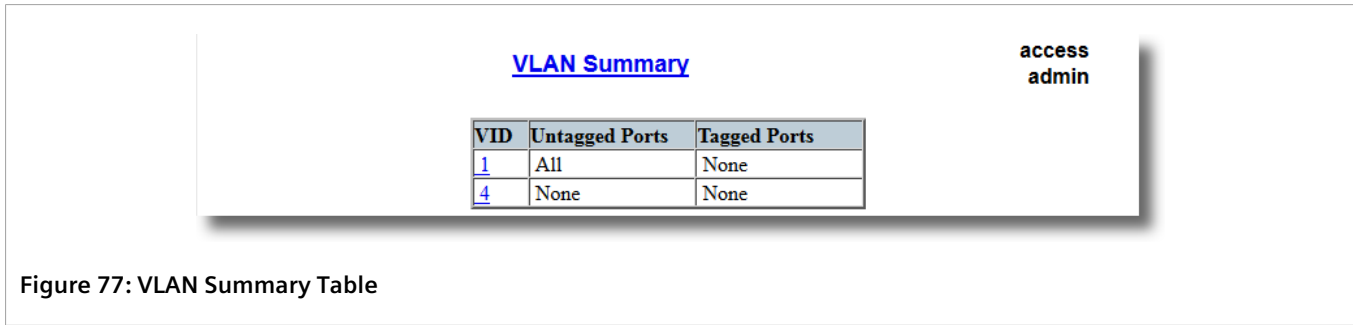 VLAN Summary
access
admin
VID Untagged Ports Tagged Ports
1 All None
4 None None
Figure 77: VLAN Summary Table